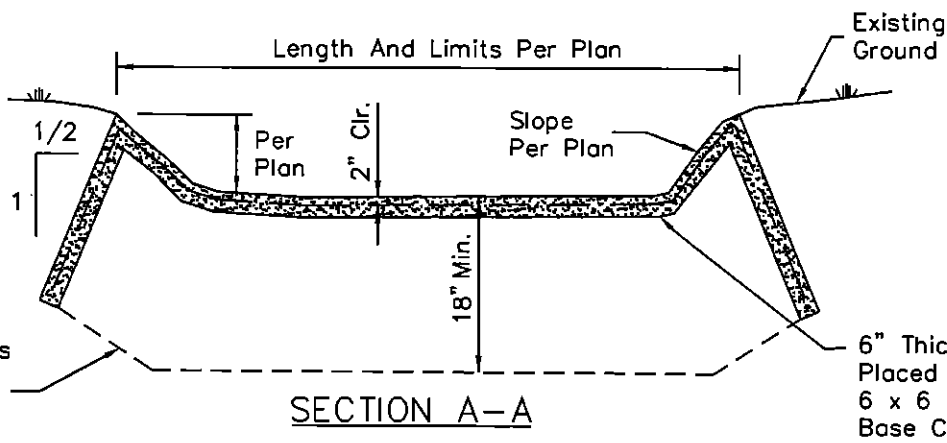 Existing
Ground
Length And Limits Per Plan
1/2
1
Per
Plan
2" Clr.
Slope
Per Plan
18" Min.
s
6" Thic
Placed
6 x 6
Base C
SECTION A-A